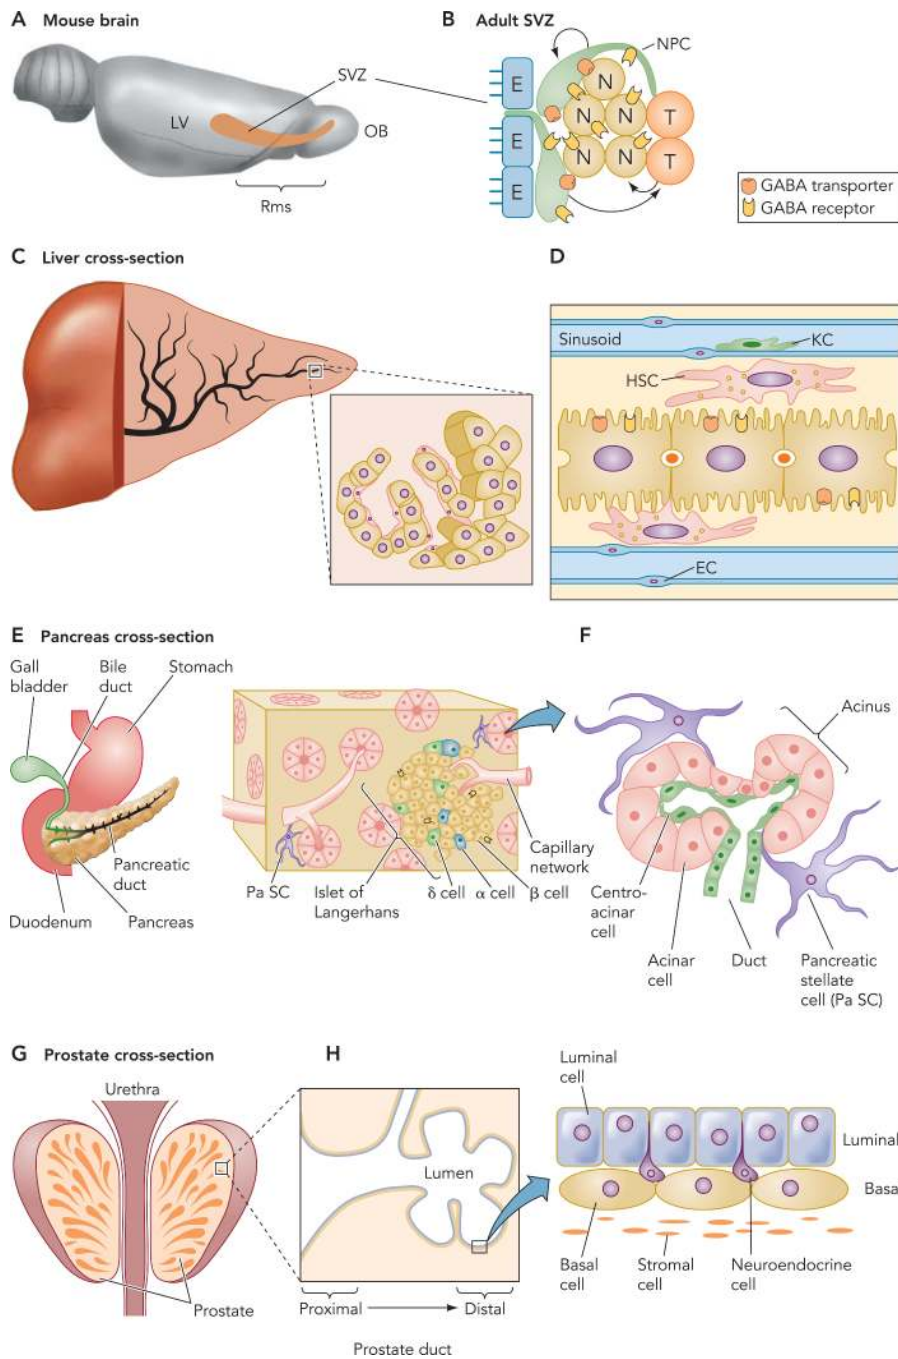 A Mouse brain
SVZ
LV
OB
Rms
B Adult SVZ
NPC
E
N
N
N
T
E
N
N
T
E
GABA transporter
GABA receptor
C Liver cross-section
D
Sinusoid
KC
HSC
EC
E Pancreas cross-section
Gall
bladder
Bile
duct
Stomach
Pancreatic
duct
Duodenum
Pancreas
Pa SC
Islet of
Langerhans
δ cell
α cell
β cell
Capillary
network
F
Acinus
Centro-
acinar
cell
Acinar
cell
Duct
Pancreatic
stellate
cell (Pa SC)
G Prostate cross-section
Urethra
Prostate
H
Lumen
Proximal
Distal
Prostate duct
Luminal
cell
Luminal
Basa
Basal
cell
Stromal
cell
Neuroendocrine
cell